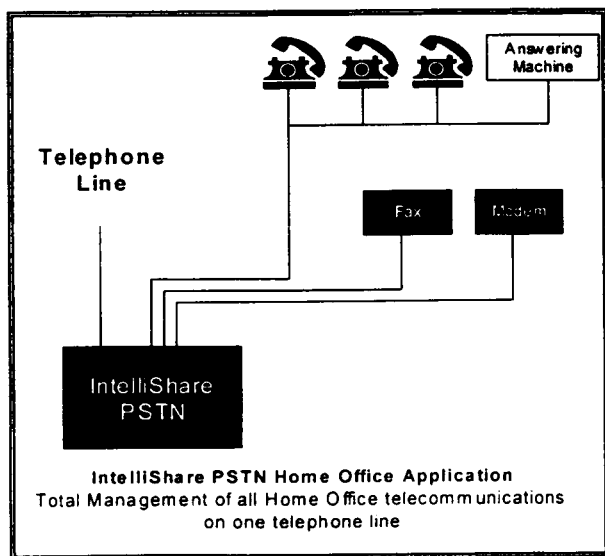 Answering
Machine
Telephone
Line
Fax
Modem
IntelliShare
PSTN
IntelliShare PSTN Home Office Application
Total Management of all Home Office telecommunications
on one telephone line